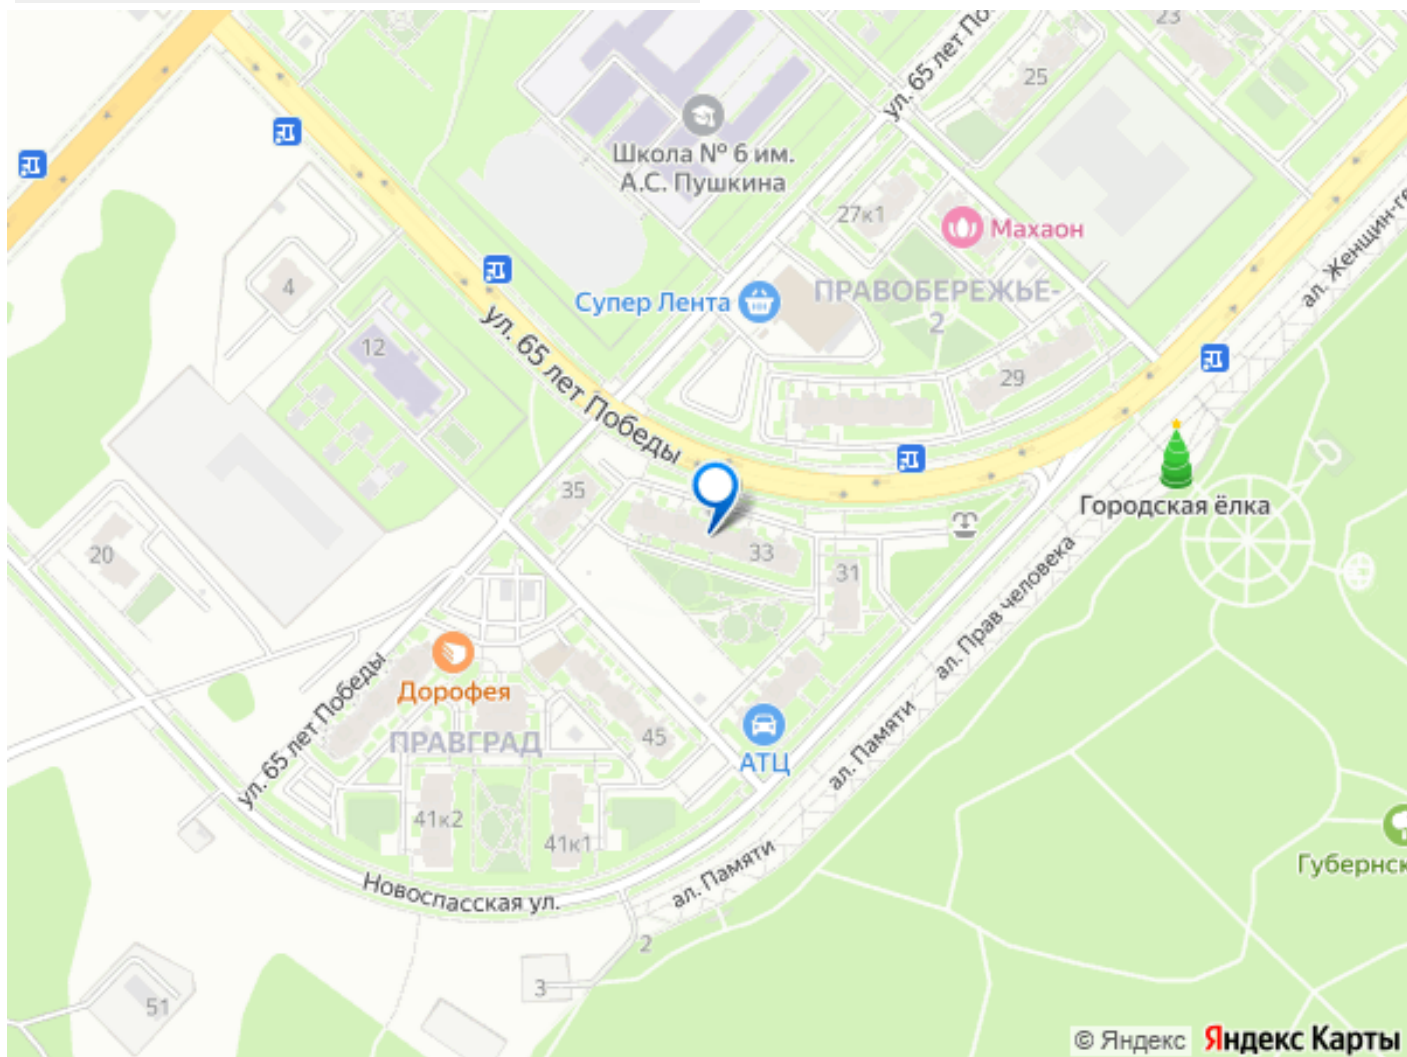 23
ул. 65 лет По
25
Школа № 6 им.
А.С. Пушкина
27к1
Махаон
ал. Женщин-ге
4
Супер Лента
ПРАВОБЕРЕЖЬЕ-
2
12
ул. 65 лет Победы
29
35
Городская ёлка
20
33
31
ал. Прав человека
Дорофея
ул. 65 лет Победы
ПРАВГРАД
45
АТЦ
ал. Памяти
41к2
41к1
Губернск
ал. Памяти
Новоспасская ул.
2
3
51
© Яндекс Яндекс Карты